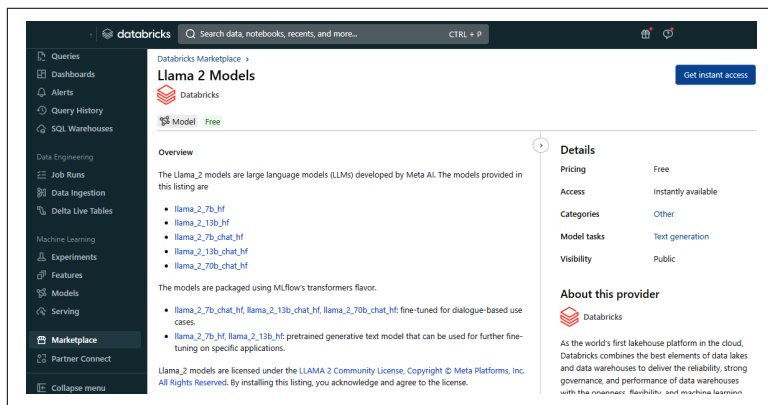 databricks
Search data, notebooks, recents, and more...
CTRL + P
Queries
Dashboards
Alerts
Query History
SQL Warehouses
Data Engineering
Job Runs
Data Ingestion
Delta Live Tables
Machine Learning
Experiments
Features
Models
Serving
Marketplace
Partner Connect
Collapse menu
Databricks Marketplace >
Llama 2 Models
Databricks
Get instant access
Model
Free
Overview
The Llama_2 models are large language models (LLMs) developed by Meta AI. The models provided in
this listing are
• llama_2_7b_hf
• llama_2_13b_hf
• llama_2_7b_chat_hf
• llama_2_13b_chat_hf
• llama_2_70b_chat_hf
The models are packaged using MLflow's transformers flavor.
• llama_2_7b_chat_hf, llama_2_13b_chat_hf, llama_2_70b_chat_hf: fine-tuned for dialogue-based use
cases.
• llama_2_7b_hf, llama_2_13b_hf: pretrained generative text model that can be used for further fine-
tuning on specific applications.
Llama_2 models are licensed under the LLAMA 2 Community License, Copyright © Meta Platforms, Inc.
All Rights Reserved. By installing this listing, you acknowledge and agree to the license.
Details
Pricing Free
Access Instantly available
Categories Other
Model tasks Text generation
Visibility Public
About this provider
Databricks
As the world's first lakehouse platform in the cloud,
Databricks combines the best elements of data lakes
and data warehouses to deliver the reliability, strong
governance, and performance of data warehouses
with the openness, flexibility, and machine learning